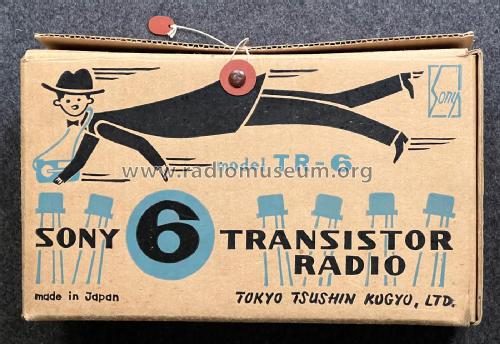 Sony
model TR-6
www.radiomuseum.org
SONY 6 TRANSISTOR
RADIO
made in Japan
TOKYO TSUSHIN KOGYO, LTD.